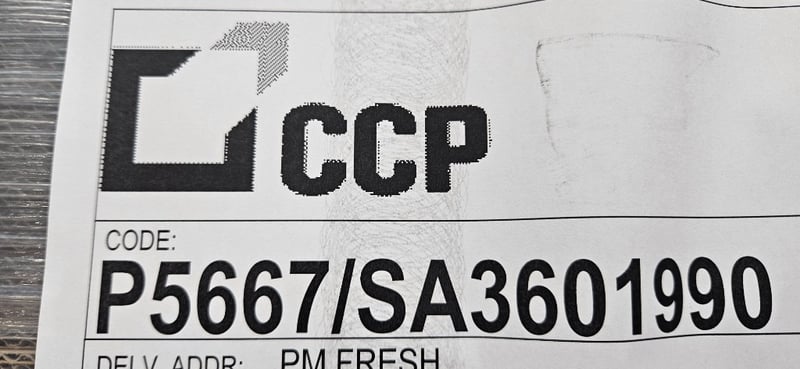 CCP
CODE:
P5667/SA3601990
DELV. ADDR: PM FRESH